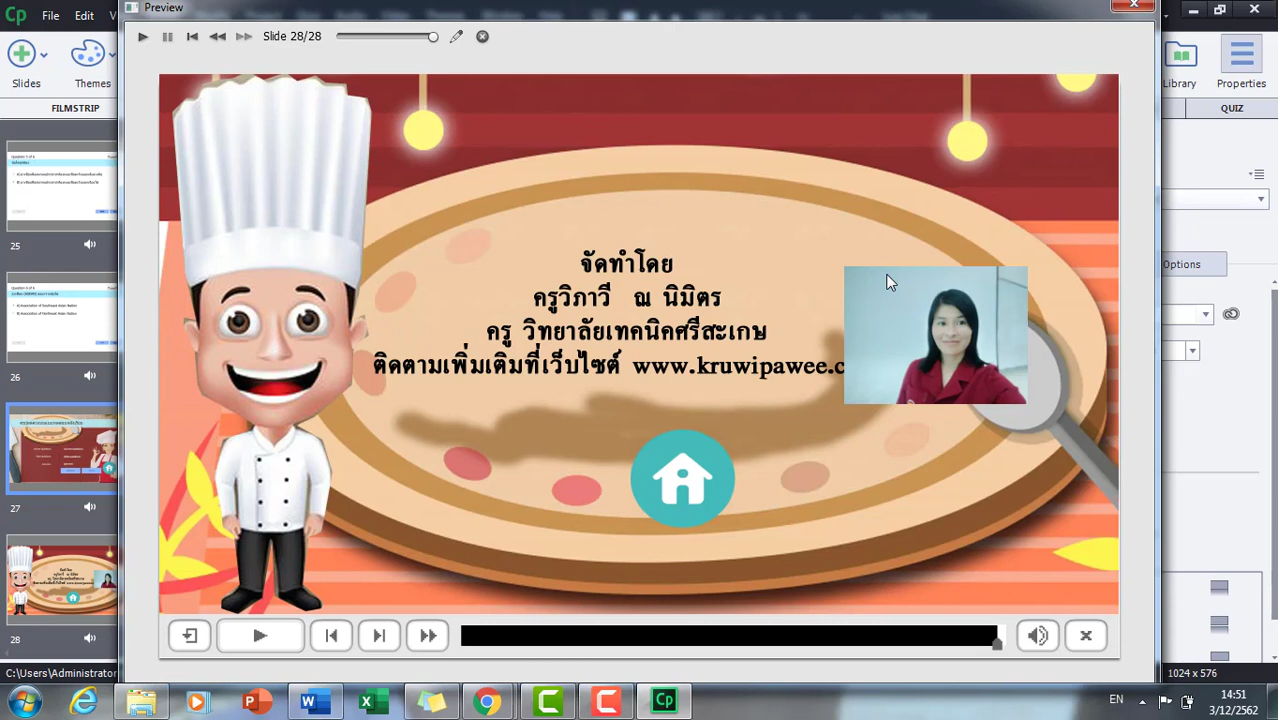 Cp
File
Edit
Preview
Slide 28/28
Slides
Themes
Library
Properties
FILMSTRIP
QUIZ
25
26
27
28
Options
จัดทำโดย
ครูวิภาวี ณ นิมิตร
ครู วิทยาลัยเทคนิคศรีสะเกษ
ติดตามเพิ่มเติมที่เว็บไซต์ www.kruwipawee.c
C:\Users\Administrator
1024 x 576
EN
14:51
3/12/2562